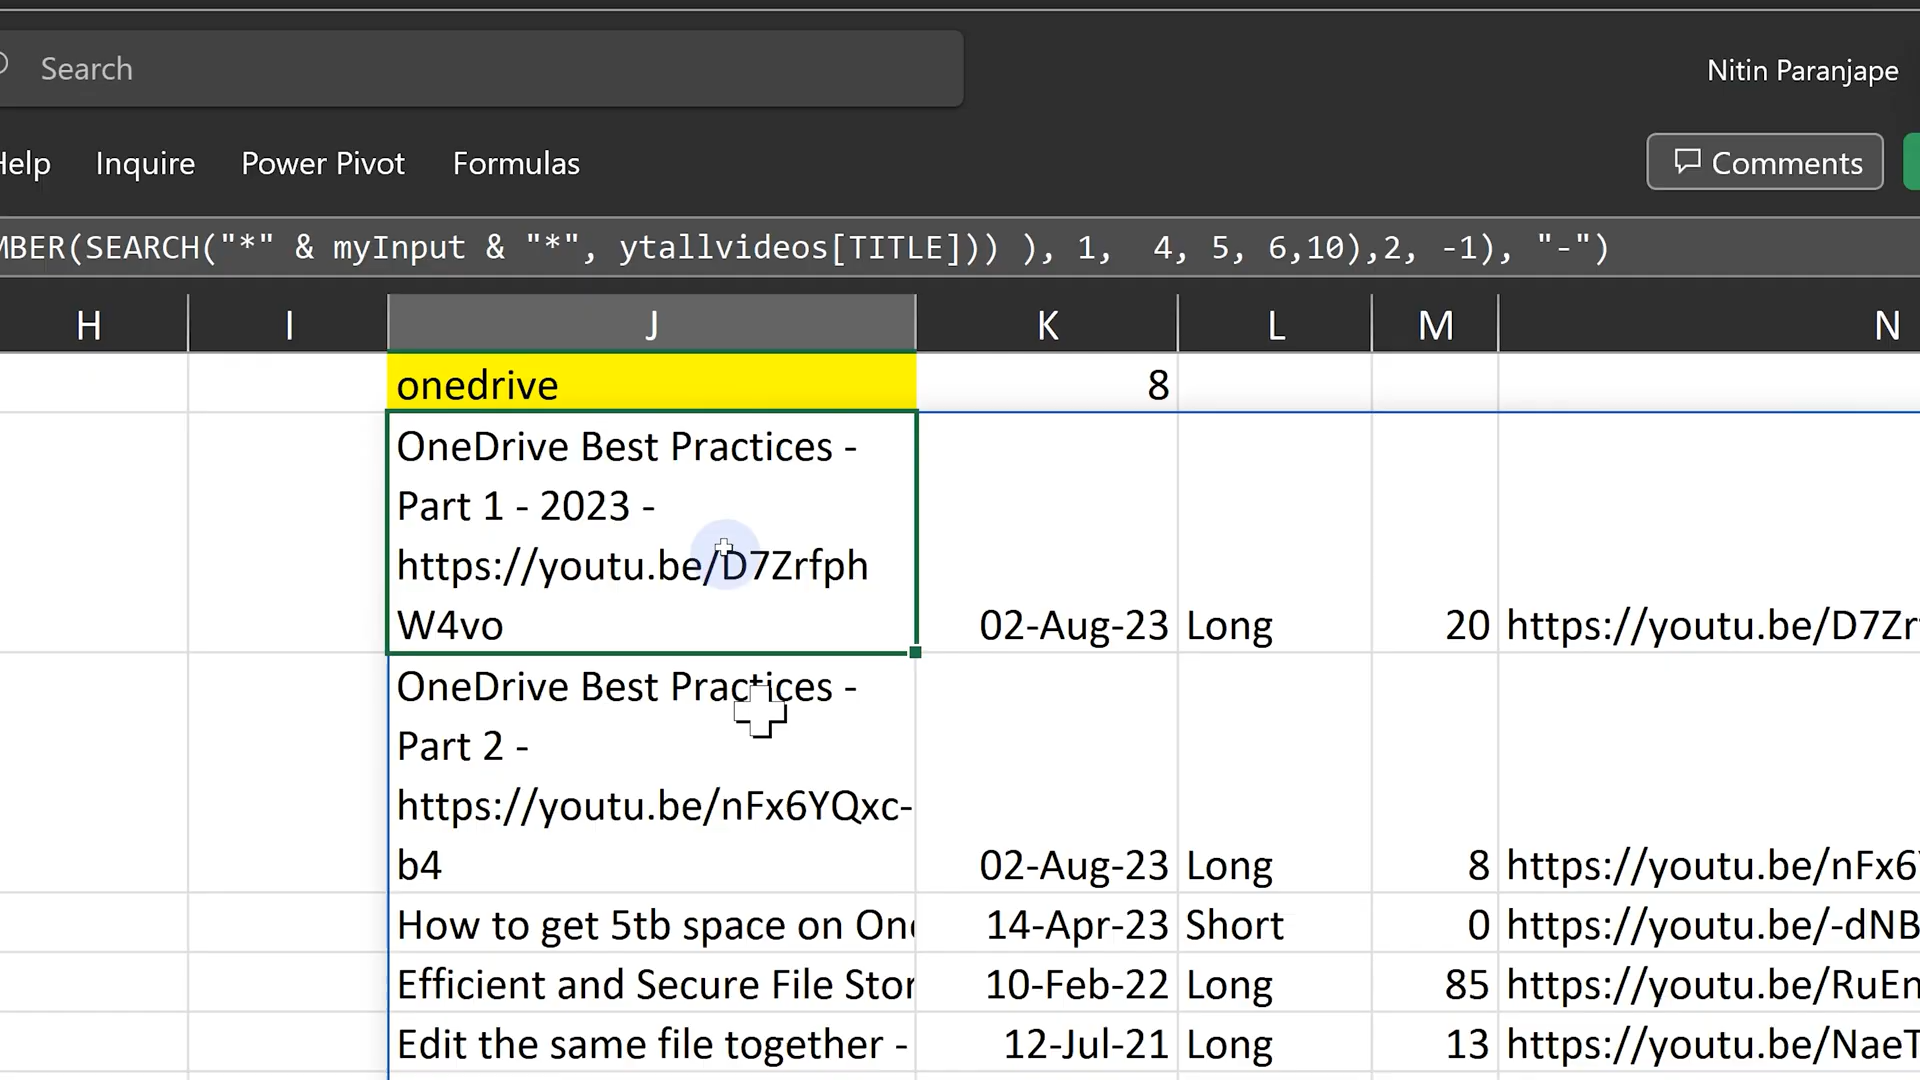 Search
Nitin Paranjape
Help Inquire Power Pivot Formulas
Comments
MBER(SEARCH("*" & myInput & "*", ytallvideos[TITLE])) ), 1,  4, 5, 6,10),2, -1), "-")
H I J K L M N
onedrive 8
OneDrive Best Practices -
Part 1 - 2023 -
https://youtu.be/D7Zrfph
W4vo 02-Aug-23 Long 20 https://youtu.be/D7Zr
OneDrive Best Practices -
Part 2 -
https://youtu.be/nFx6YQxc-
b4 02-Aug-23 Long 8 https://youtu.be/nFx6
How to get 5tb space on One 14-Apr-23 Short 0 https://youtu.be/-dNB
Efficient and Secure File Stor 10-Feb-22 Long 85 https://youtu.be/RuEn
Edit the same file together - 12-Jul-21 Long 13 https://youtu.be/NaeT